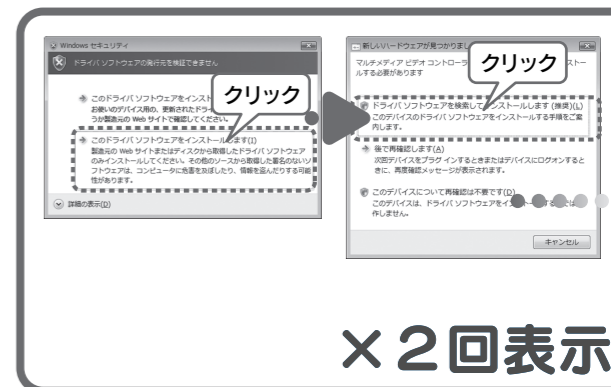 Windows セキュリティ
ドライバ ソフトウェアの発行元を検証できません
このドライバ ソフトウェアをインスト
お使いのデバイス用の、更新されたドライ
うか製造元の Web サイトで確認してください。
クリック
このドライバ ソフトウェアをインストールします(I)
製造元の Web サイトまたはディスクから取得したドライバ ソフトウェア
のみインストールしてください。その他のソースから取得した署名のないソ
フトウェアは、コンピュータに危害を及ぼしたり、情報を盗んだりする可能
性があります。
詳細の表示(D)
新しいハードウェアが見つかりまし
マルチメディア ビデオ コントローラ
ストー
ルする必要があります
クリック
ドライバ ソフトウェアを検索してインストールします (推奨)(L)
このデバイスのドライバ ソフトウェアをインストールする手順をご案
内します。
後で再確認します(A)
次回デバイスをプラグ インするときまたはデバイスにログオンすると
きに、再度確認メッセージが表示されます。
このデバイスについて再確認は不要です(D)
このデバイスは、ドライバ ソフトウェアをイ
作しません。
キャンセル
×2回表示